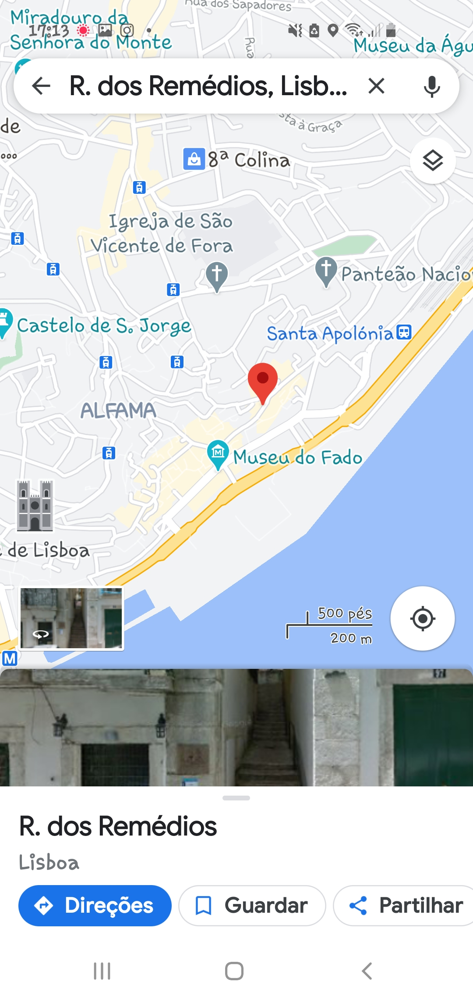 Rua dos Sapadores
Miradouro da
Senhora do Monte
17:13
Rua
Museu da Águ
R. dos Remédios, Lisb...
de
sta à Graça
8ª Colina
Igreja de São
Vicente de Fora
Panteão Nacio
Castelo de S. Jorge
Santa Apolónia
ALFAMA
Museu do Fado
de Lisboa
500 pés
200 m
M
R. dos Remédios
Lisboa
Direções
Guardar
Partilhar